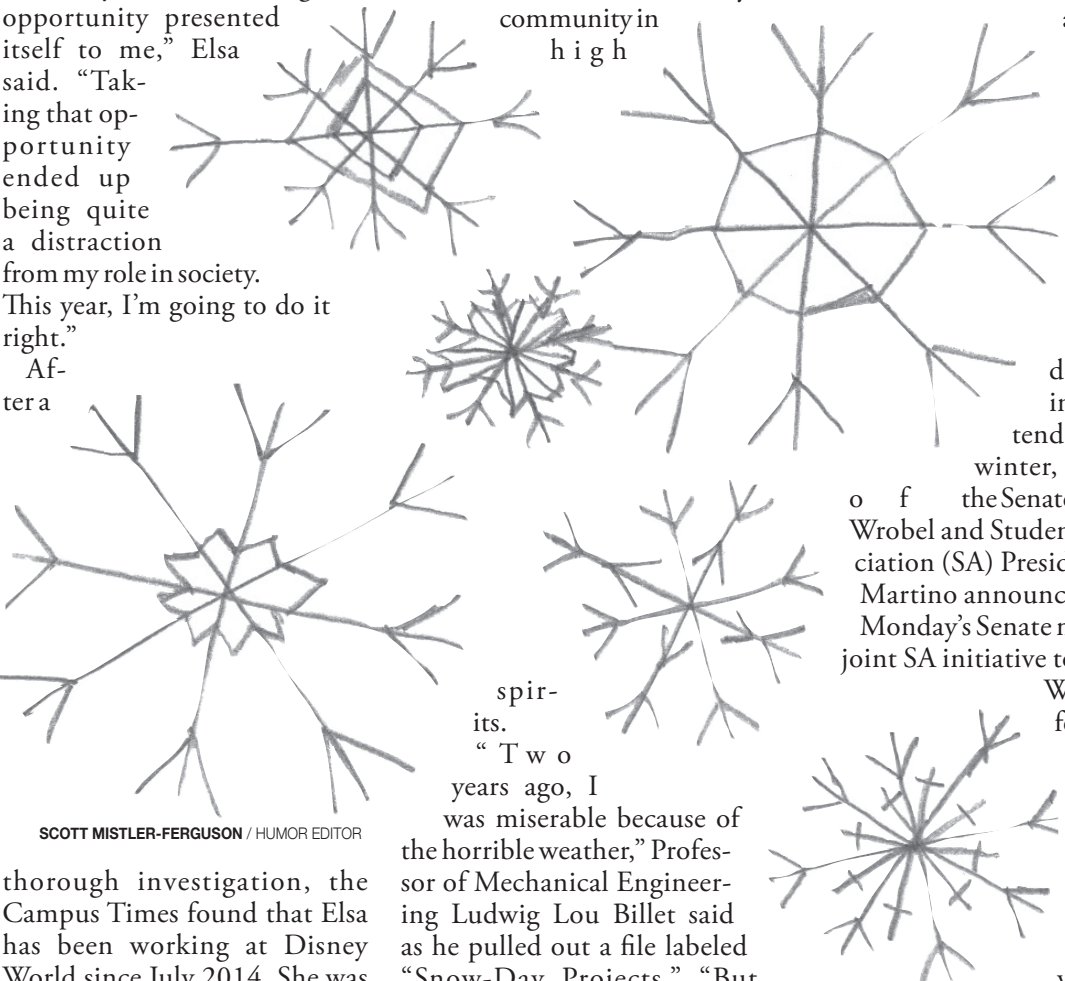 opportunity presented
itself to me,” Elsa
said. “Tak-
ing that op-
portunity
ended up
being quite
a distraction
from my role in society.
This year, I’m going to do it
right.”
Af-
ter a
SCOTT MISTLER-FERGUSON / HUMOR EDITOR
thorough investigation, the
Campus Times found that Elsa
has been working at Disney
World since July 2014. She was
community in
high
spir-
its.
“Two
years ago, I
was miserable because of
the horrible weather,” Profes-
sor of Mechanical Engineer-
ing Ludwig Lou Billet said
as he pulled out a file labeled
“Snow-Day Projects.” “But
winter,
of the
Wrobel and
ciation (SA)
Martino
Monday’s Senate
joint SA initiative